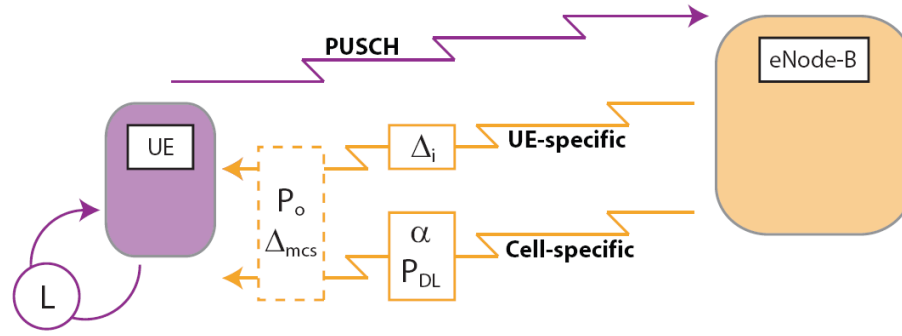 PUSCH
eNode-B
UE
Δi
UE-specific
Po
Δmcs
α
PDL
Cell-specific
L